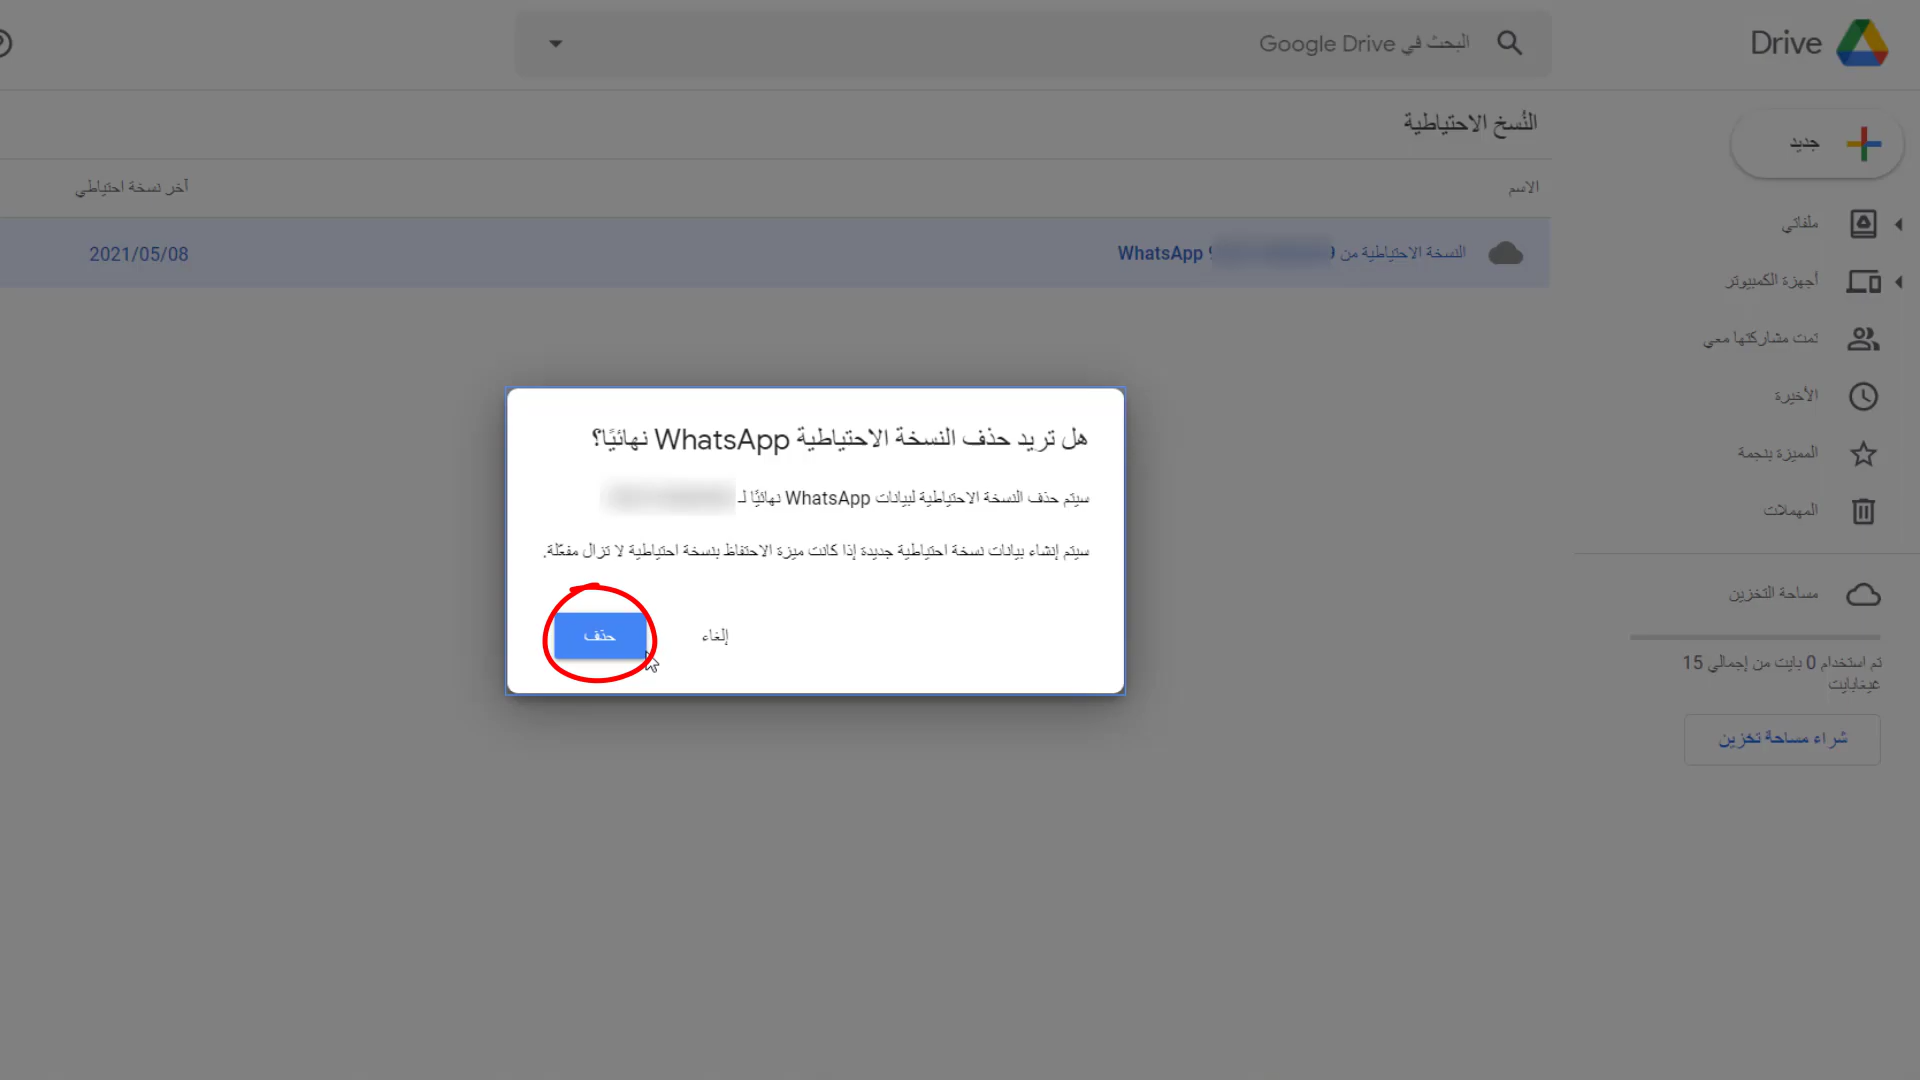 Drive
البحث في Google Drive
النُسخ الاحتياطية
جديد
الاسم
آخر نسخة احتياطي
النسخة الاحتياطية من WhatsApp
2021/05/08
ملفاتي
أجهزة الكمبيوتر
تمت مشاركتها معي
الأخيرة
المميزة بنجمة
المهملات
مساحة التخزين
تم استخدام 0 بايت من إجمالي 15
غيغابايت
شراء مساحة تخزين
هل تريد حذف النسخة الاحتياطية WhatsApp نهائيًا؟
سيتم حذف النسخة الاحتياطية لبيانات WhatsApp نهائيًا لـ
سيتم إنشاء بيانات نسخة احتياطية جديدة إذا كانت ميزة الاحتفاظ بنسخة احتياطية لا تزال مفعّلة.
إلغاء
حذف